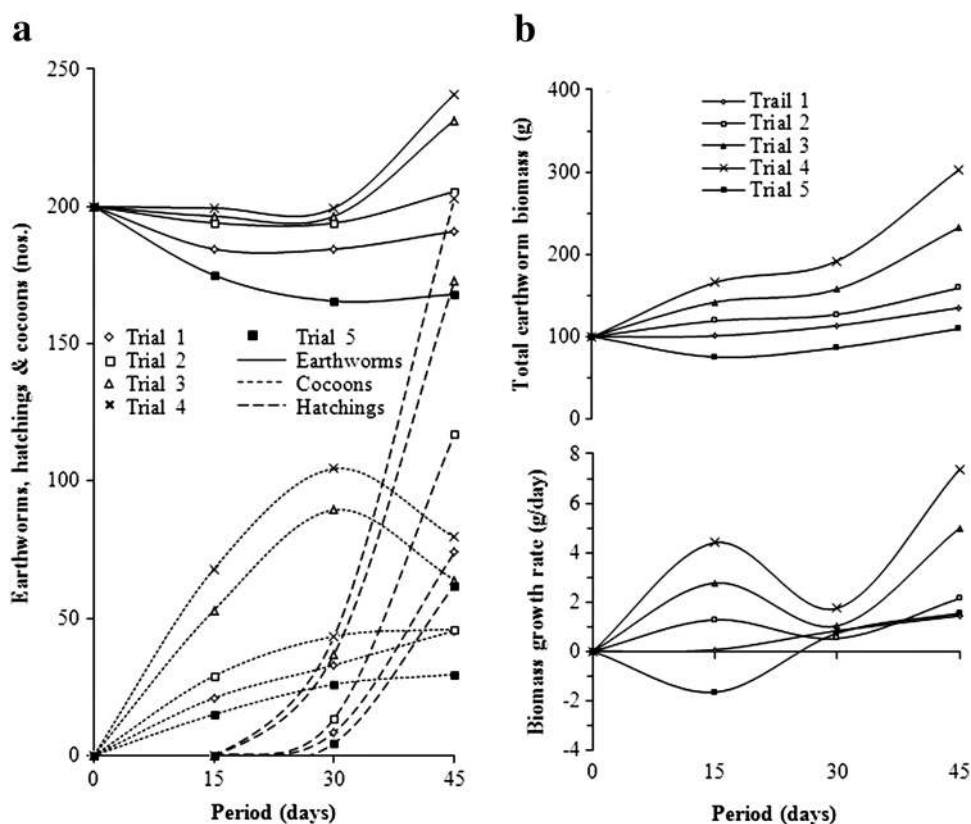 a
Earthworms, hatchings & cocoons (nos.)
250
200
150
100
50
0
Trial 1
Trial 2
Trial 3
Trial 4
Trial 5
Earthworms
Cocoons
Hatchings
0 15 30 45
Period (days)
b
Total earthworm biomass (g)
400
300
200
100
0
Trail 1
Trial 2
Trial 3
Trial 4
Trial 5
Biomass growth rate (g/day)
8
6
4
2
0
-2
-4
0 15 30 45
Period (days)